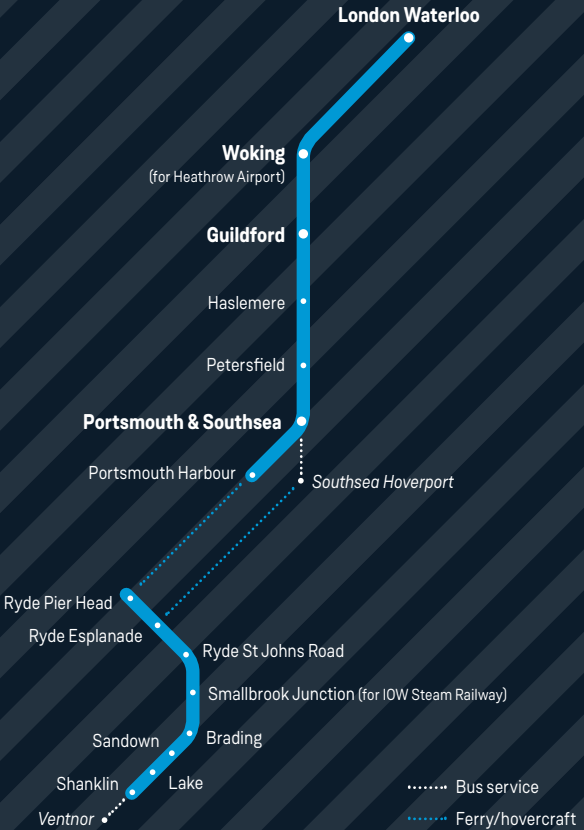 London Waterloo
Woking
(for Heathrow Airport)
Guildford
Haslemere
Petersfield
Portsmouth & Southsea
Portsmouth Harbour
Southsea Hoverport
Ryde Pier Head
Ryde Esplanade
Ryde St Johns Road
Smallbrook Junction (for IOW Steam Railway)
Brading
Sandown
Lake
Shanklin
Ventnor
Bus service
Ferry/hovercraft